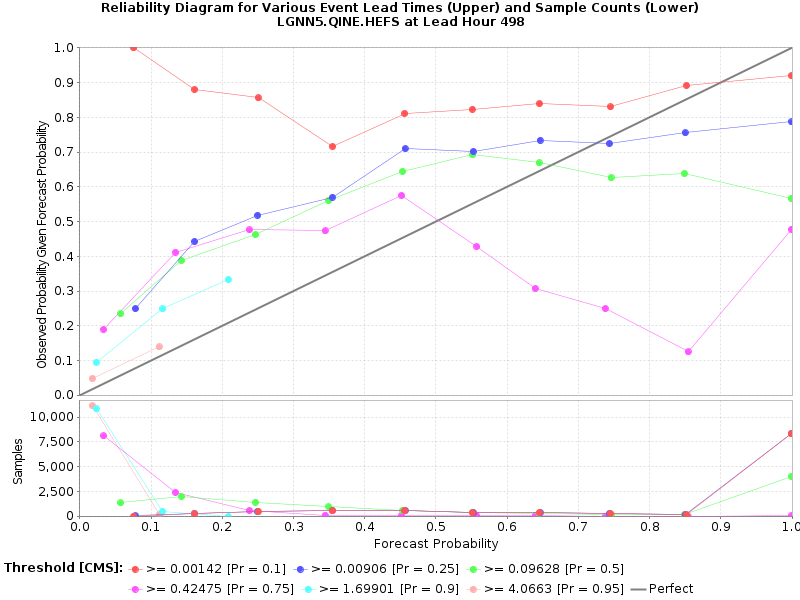 Reliability Diagram for Various Event Lead Times (Upper) and Sample Counts (Lower)
LGNN5.QINE.HEFS at Lead Hour 498
Observed Probability Given Forecast Probability
1.0
0.9
0.8
0.7
0.6
0.5
0.4
0.3
0.2
0.1
0.0
Samples
10,000
7,500
5,000
2,500
0
0.0 0.1 0.2 0.3 0.4 0.5 0.6 0.7 0.8 0.9 1.0
Forecast Probability
Threshold [CMS]: >= 0.00142 [Pr = 0.1] >= 0.00906 [Pr = 0.25] >= 0.09628 [Pr = 0.5]
>= 0.42475 [Pr = 0.75] >= 1.69901 [Pr = 0.9] >= 4.0663 [Pr = 0.95] Perfect